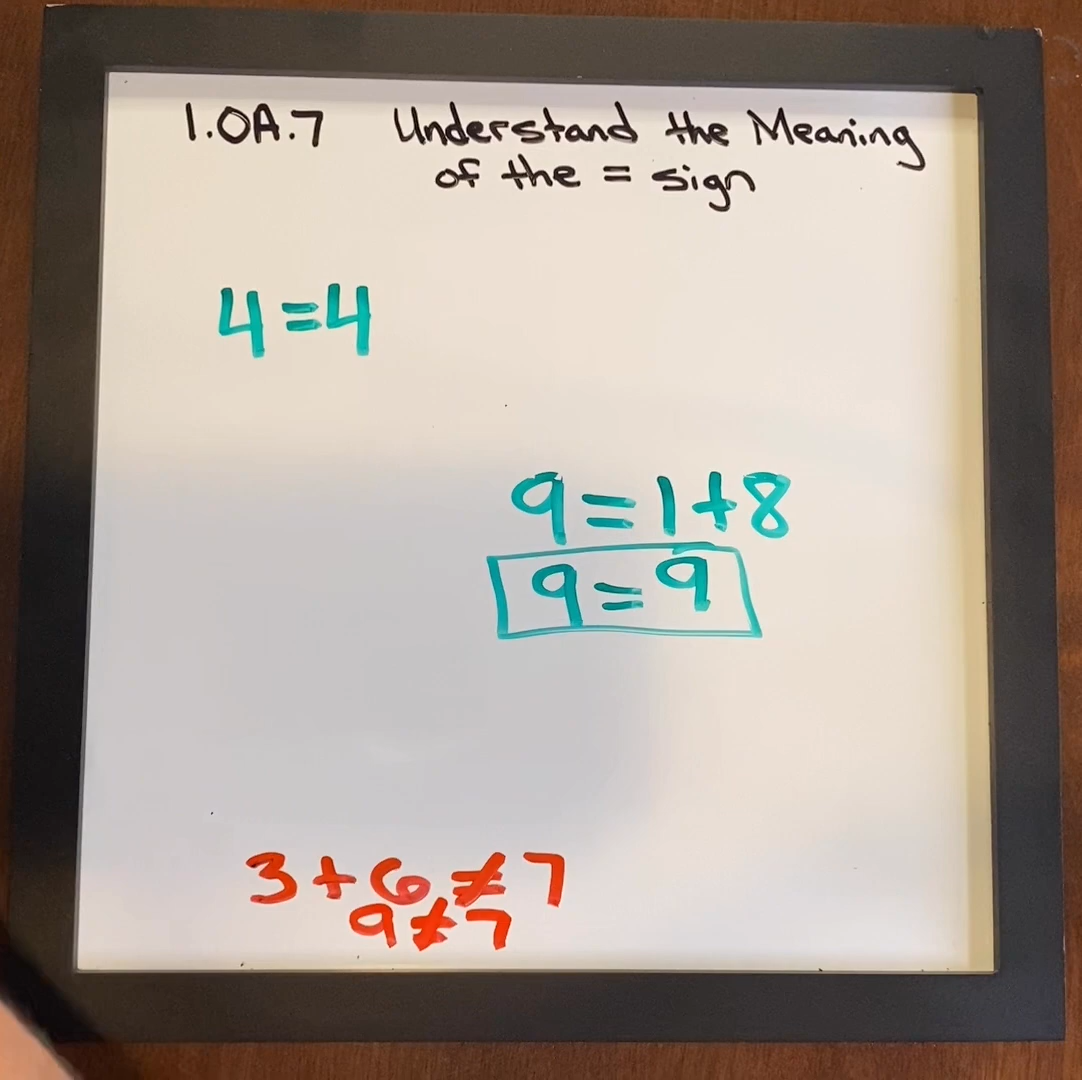 1.OA.7 Understand the Meaning
of the = sign
4=4
9=1+8
9=9
3+6≠7
9≠7